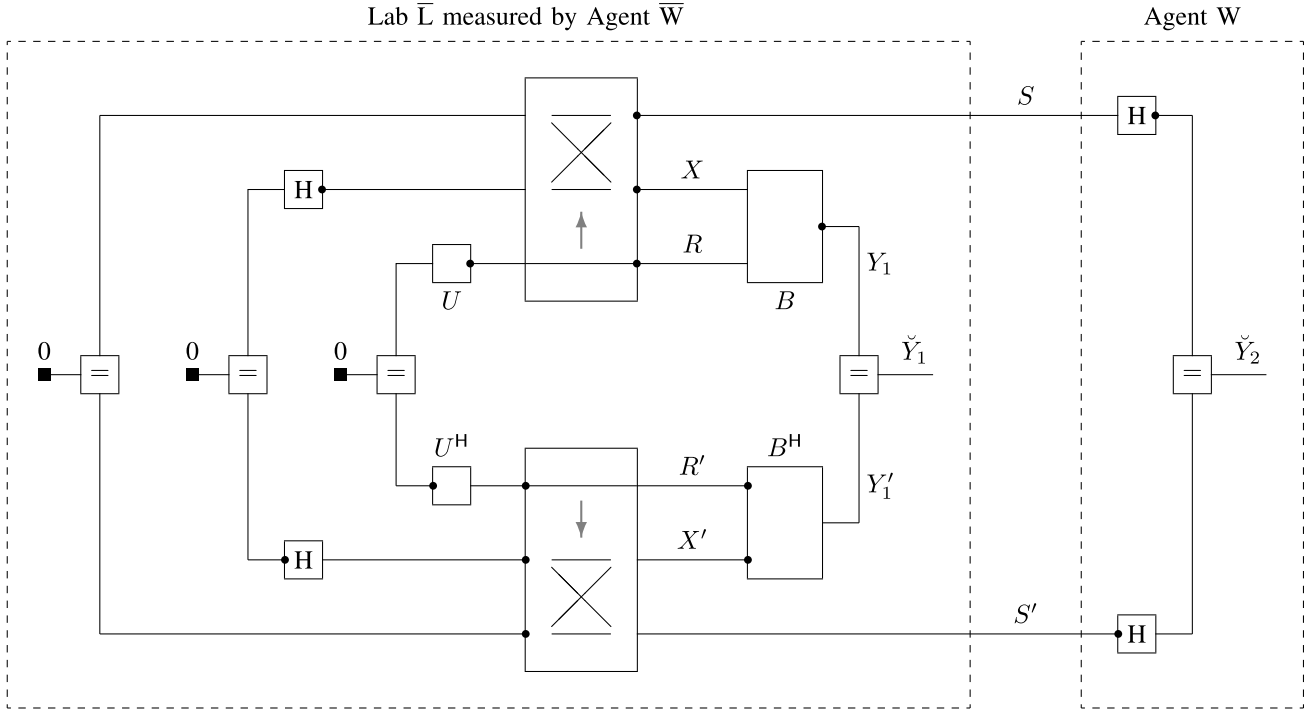 Lab L̅ measured by Agent W̅
Agent W
S
H
X
H
R
U
B
Y₁
0
=
0
=
0
=
=
Y̆₁
=
Y̆₂
Uᴴ
Bᴴ
R′
Y₁′
X′
H
S′
H